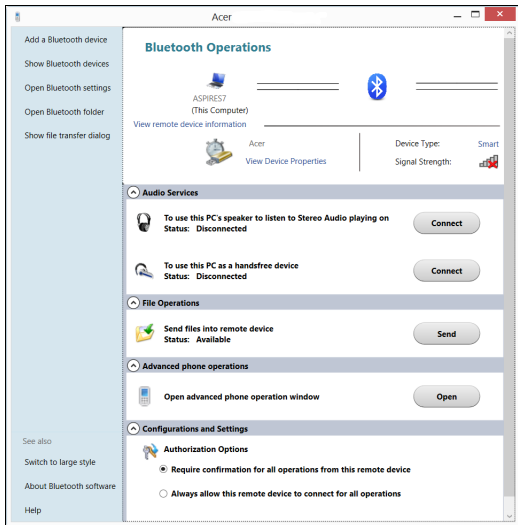 Acer
Add a Bluetooth device
Show Bluetooth devices
Open Bluetooth settings
Open Bluetooth folder
Show file transfer dialog
See also
Switch to large style
About Bluetooth software
Help
Bluetooth Operations
ASPIRES7
(This Computer)
View remote device information
Acer
View Device Properties
Device Type: Smart
Signal Strength:
Audio Services
To use this PC's speaker to listen to Stereo Audio playing on
Status: Disconnected
Connect
To use this PC as a handsfree device
Status: Disconnected
Connect
File Operations
Send files into remote device
Status: Available
Send
Advanced phone operations
Open advanced phone operation window
Open
Configurations and Settings
Authorization Options
Require confirmation for all operations from this remote device
Always allow this remote device to connect for all operations